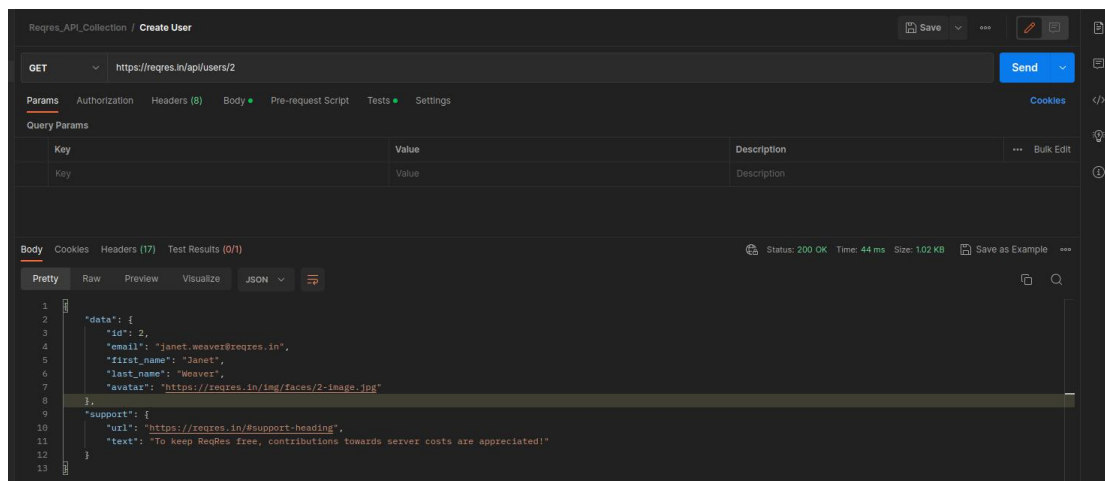 Reqres_API_Collection / Create User
Save
GET https://reqres.in/api/users/2 Send
Params Authorization Headers (8) Body Pre-request Script Tests Settings Cookies
Query Params
Key Value Description Bulk Edit
Key Value Description
Body Cookies Headers (17) Test Results (0/1) Status: 200 OK Time: 44 ms Size: 1.02 KB Save as Example
Pretty Raw Preview Visualize JSON
1 {
2 "data": {
3 "id": 2,
4 "email": "janet.weaver@reqres.in",
5 "first_name": "Janet",
6 "last_name": "Weaver",
7 "avatar": "https://reqres.in/img/faces/2-image.jpg"
8 },
9 "support": {
10 "url": "https://reqres.in/#support-heading",
11 "text": "To keep ReqRes free, contributions towards server costs are appreciated!"
12 }
13 }